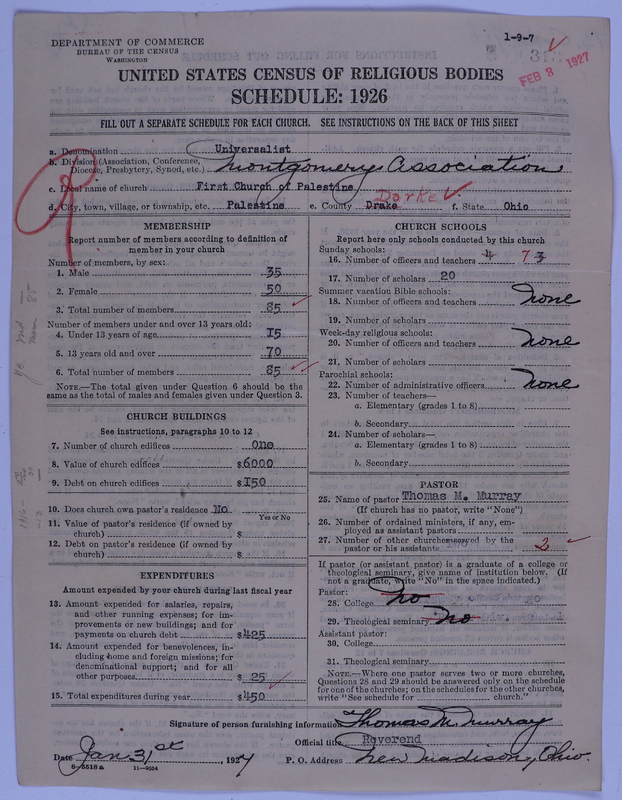 DEPARTMENT OF COMMERCE
BUREAU OF THE CENSUS
WASHINGTON
1-9-7
FEB 8 1927
UNITED STATES CENSUS OF RELIGIOUS BODIES
SCHEDULE: 1926
FILL OUT A SEPARATE SCHEDULE FOR EACH CHURCH. SEE INSTRUCTIONS ON THE BACK OF THIS SHEET
a. Denomination Universalist
b. Division (Association, Conference, Diocese, Presbytery, Synod, etc.) Montgomery Association
c. Local name of church First Church of Palestine
d. City, town, village, or township, etc. Palestine e. County Drake Darke f. State Ohio
MEMBERSHIP
Report number of members according to definition of
member in your church
Number of members, by sex:
1. Male 35
2. Female 50
3. Total number of members 85
Number of members under and over 13 years old:
4. Under 13 years of age 15
5. 13 years old and over 70
6. Total number of members 85
NOTE.—The total given under Question 6 should be
same as the total of males and females given under Question 3.
CHURCH BUILDINGS
See instructions, paragraphs 10 to 12
7. Number of church edifices one
8. Value of church edifices $6000
9. Debt on church edifices $150
10. Does church own pastor's residence? No
Yes or No
11. Value of pastor's residence (if owned by
church) $
12. Debt on pastor's residence (if owned by
church) $
EXPENDITURES
Amount expended by your church during last fiscal year
13. Amount expended for salaries, repairs,
and other running expenses; for im-
provements or new buildings; and for
payments on church debt $425
14. Amount expended for benevolences, in-
cluding home and foreign missions; for
denominational support; and for all
other purposes $ 25
15. Total expenditures during year $450
CHURCH SCHOOLS
Report here only schools conducted by this church
Sunday schools:
16. Number of officers and teachers 4 7 3
17. Number of scholars 20
Summer vacation Bible schools:
18. Number of officers and teachers None
19. Number of scholars
Week-day religious schools:
20. Number of officers and teachers None
21. Number of scholars
Parochial schools:
22. Number of administrative officers None
23. Number of teachers—
a. Elementary (grades 1 to 8)
b. Secondary
24. Number of scholars—
a. Elementary (grades 1 to 8)
b. Secondary
PASTOR
25. Name of pastor Thomas M. Murray
(If church has no pastor, write "None")
26. Number of ordained ministers, if any, em-
ployed as assistant pastors
27. Number of other churches served by the
pastor or his assistants 2
If pastor (or assistant pastor) is a graduate of a college or
theological seminary, give name of institution below. (If
not a graduate, write "No" in the space indicated.)
Pastor:
28. College No
29. Theological seminary No
Assistant pastor:
30. College
31. Theological seminary
NOTE.—Where one pastor serves two or more churches,
Questions 28 and 29 should be answered only on the schedule
for one of the churches; on the schedules for the other churches,
write "See schedule for church."
Signature of person furnishing information Thomas M. Murray
Official title Reverend
Date Jan 31st, 1927 P. O. Address New Madison, Ohio.
8-5518a 11-9554